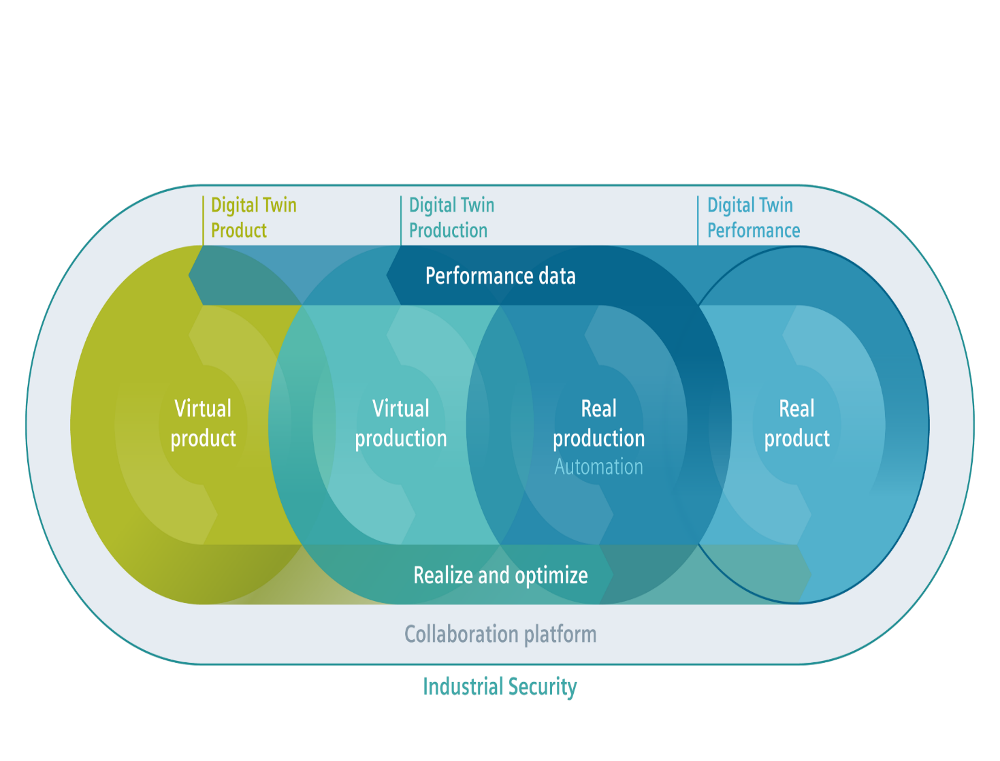 Digital Twin
Product
Digital Twin
Production
Digital Twin
Performance
Performance data
Virtual
product
Virtual
production
Real
production
Automation
Real
product
Realize and optimize
Collaboration platform
Industrial Security